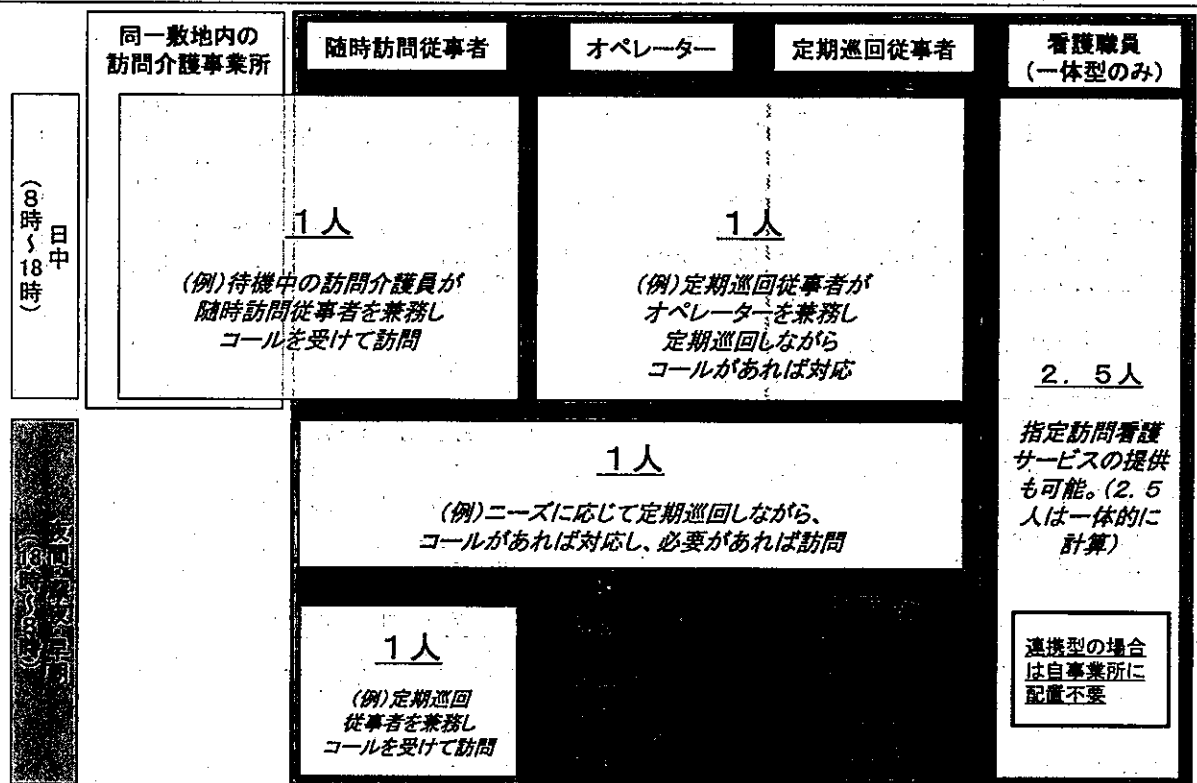 同一敷地内の
訪問介護事業所
随時訪問従事者
オペレーター
定期巡回従事者
看護職員
(一体型のみ)
日中
(8時～18時)
1人
(例)待機中の訪問介護員が
随時訪問従事者を兼務し
コールを受けて訪問
1人
(例)定期巡回従事者が
オペレーターを兼務し
定期巡回しながら
コールがあれば対応
2．5人
指定訪問看護
サービスの提供
も可能。(2．5
人は一体的に
計算)
連携型の場合
は自事業所に
配置不要
夜間・深夜・早朝
(18時～8時)
1人
(例)ニーズに応じて定期巡回しながら、
コールがあれば対応し、必要があれば訪問
1人
(例)定期巡回
従事者を兼務し
コールを受けて訪問